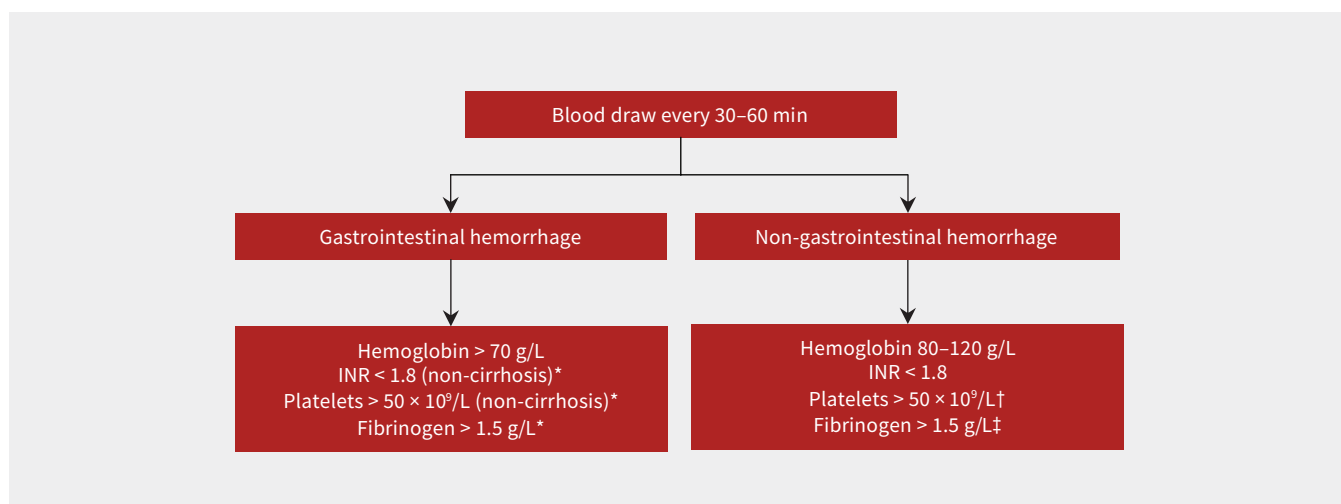 Blood draw every 30–60 min
Gastrointestinal hemorrhage
Non-gastrointestinal hemorrhage
Hemoglobin > 70 g/L
INR < 1.8 (non-cirrhosis)*
Platelets > 50 × 10⁹/L (non-cirrhosis)*
Fibrinogen > 1.5 g/L*
Hemoglobin 80–120 g/L
INR < 1.8
Platelets > 50 × 10⁹/L†
Fibrinogen > 1.5 g/L‡